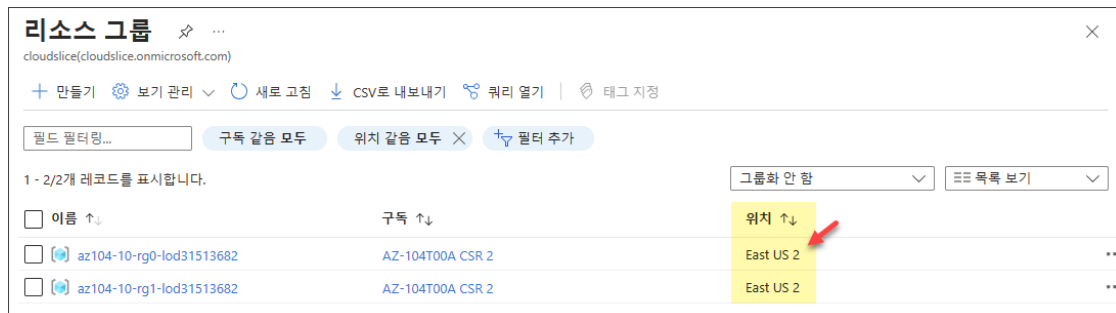 리소스 그룹
cloudslice(cloudslice.onmicrosoft.com)
만들기 보기 관리 새로 고침 CSV로 내보내기 쿼리 열기 태그 지정
필드 필터링... 구독 같음 모두 위치 같음 모두 필터 추가
1 - 2/2개 레코드를 표시합니다. 그룹화 안 함 목록 보기
이름 구독 위치
az104-10-rg0-lod31513682 AZ-104T00A CSR 2 East US 2
az104-10-rg1-lod31513682 AZ-104T00A CSR 2 East US 2